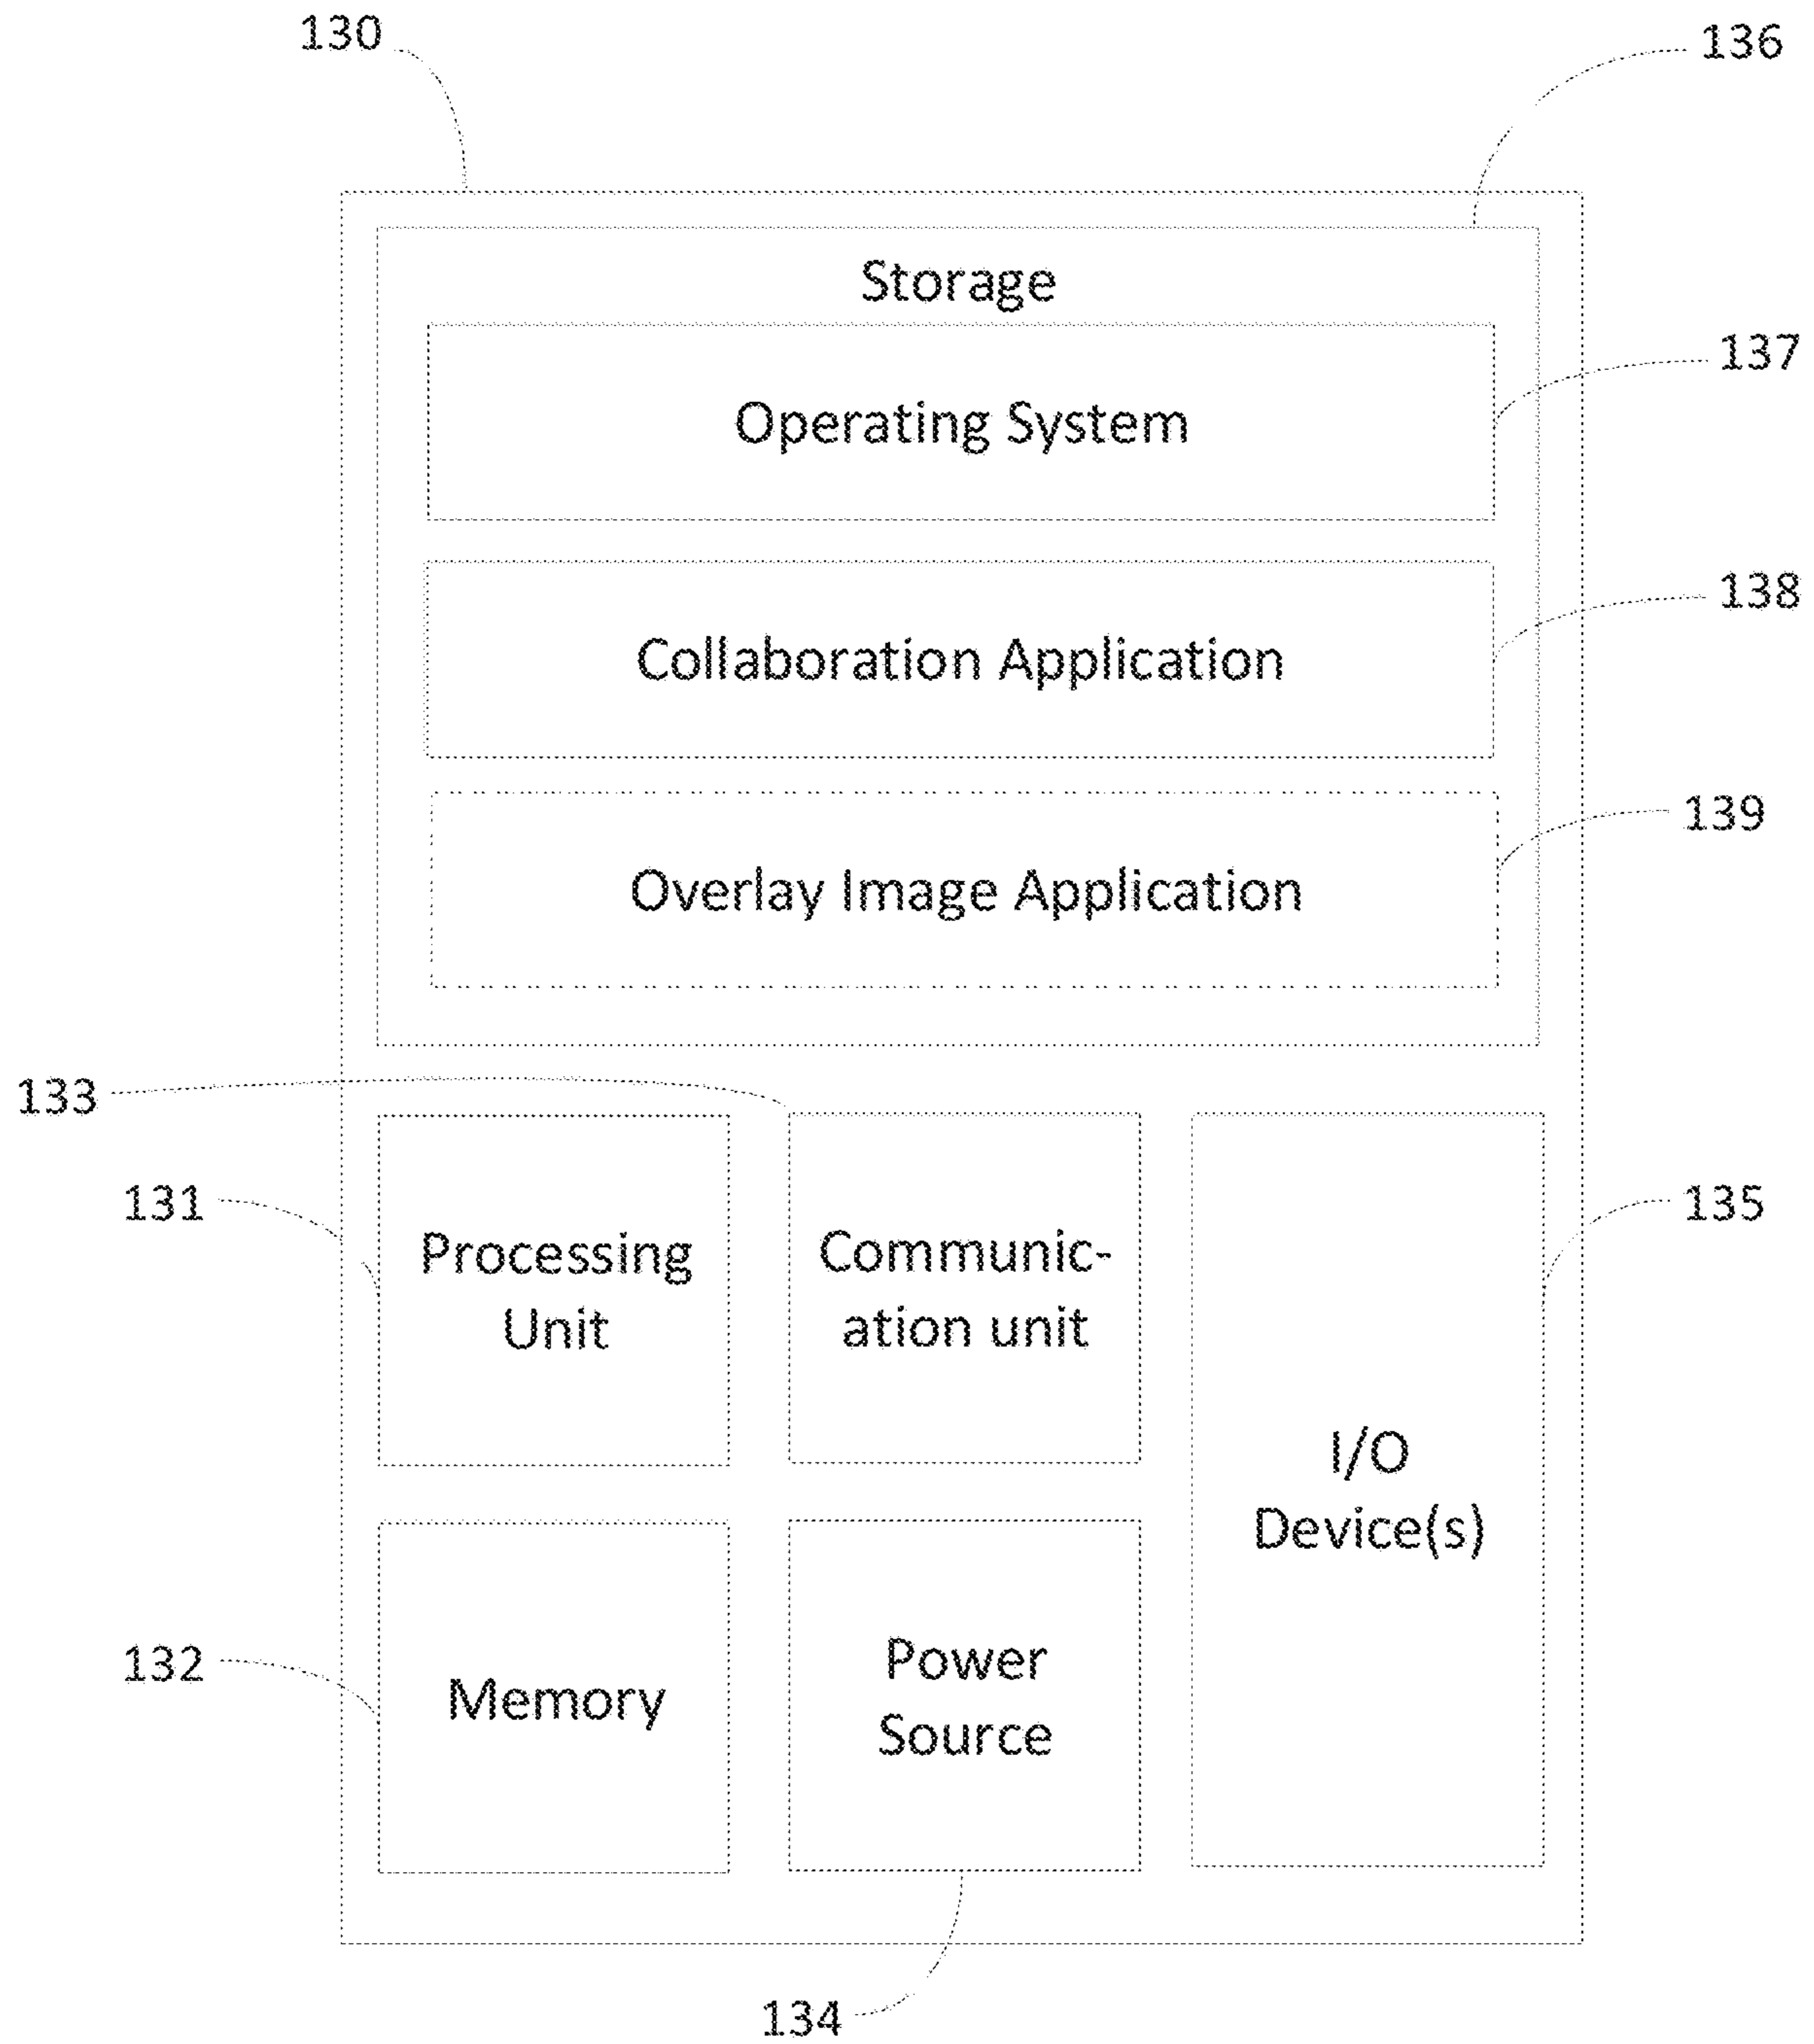 130
136
Storage
137
Operating System
138
Collaboration Application
139
Overlay Image Application
133
131
135
Processing
Unit
Communic-
ation unit
I/O
Device(s)
132
Memory
Power
Source
134